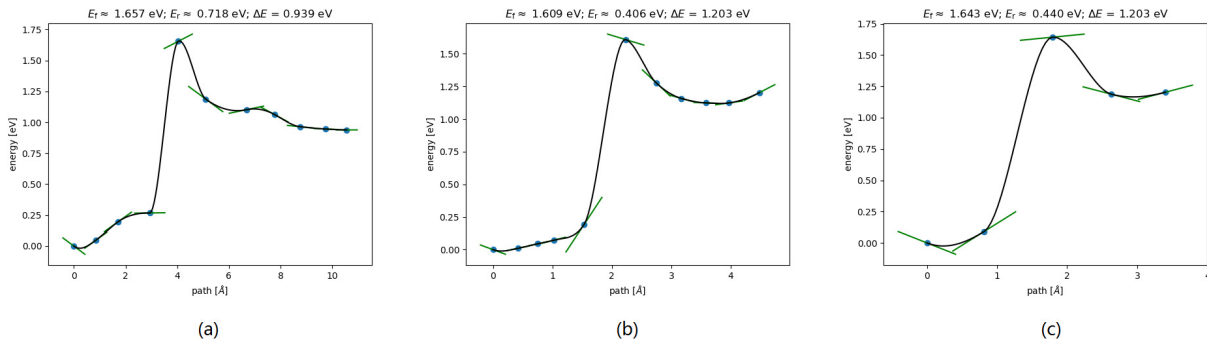 E_f ≈ 1.657 eV; E_r ≈ 0.718 eV; ΔE = 0.939 eV
1.75
1.50
1.25
1.00
0.75
0.50
0.25
0.00
energy [eV]
0 2 4 6 8 10
path [Å]
(a)
E_f ≈ 1.609 eV; E_r ≈ 0.406 eV; ΔE = 1.203 eV
1.50
1.25
1.00
0.75
0.50
0.25
0.00
energy [eV]
0 1 2 3 4
path [Å]
(b)
E_f ≈ 1.643 eV; E_r ≈ 0.440 eV; ΔE = 1.203 eV
1.75
1.50
1.25
1.00
0.75
0.50
0.25
0.00
energy [eV]
0 1 2 3 4
path [Å]
(c)